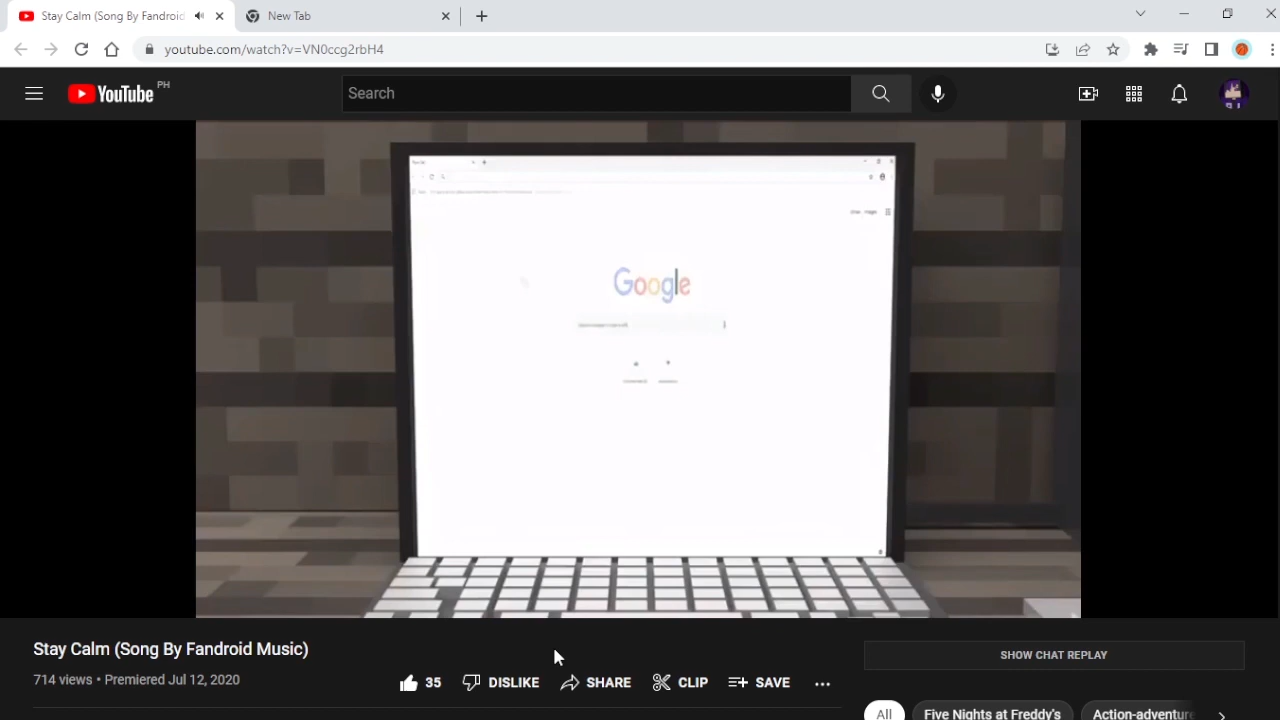 Stay Calm (Song By Fandroid
New Tab
youtube.com/watch?v=VN0ccg2rbH4
YouTube PH
Search
Google
Stay Calm (Song By Fandroid Music)
714 views • Premiered Jul 12, 2020
35 DISLIKE SHARE CLIP SAVE
SHOW CHAT REPLAY
All Five Nights at Freddy's Action-adventure